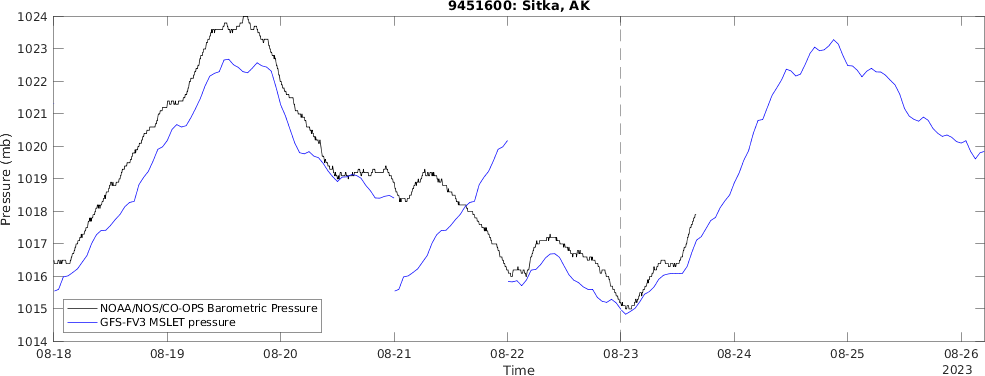 9451600: Sitka, AK
1024
1023
1022
1021
1020
1019
1018
1017
1016
1015
1014
Pressure (mb)
NOAA/NOS/CO-OPS Barometric Pressure
GFS-FV3 MSLET pressure
08-18 08-19 08-20 08-21 08-22 08-23 08-24 08-25 08-26
Time
2023